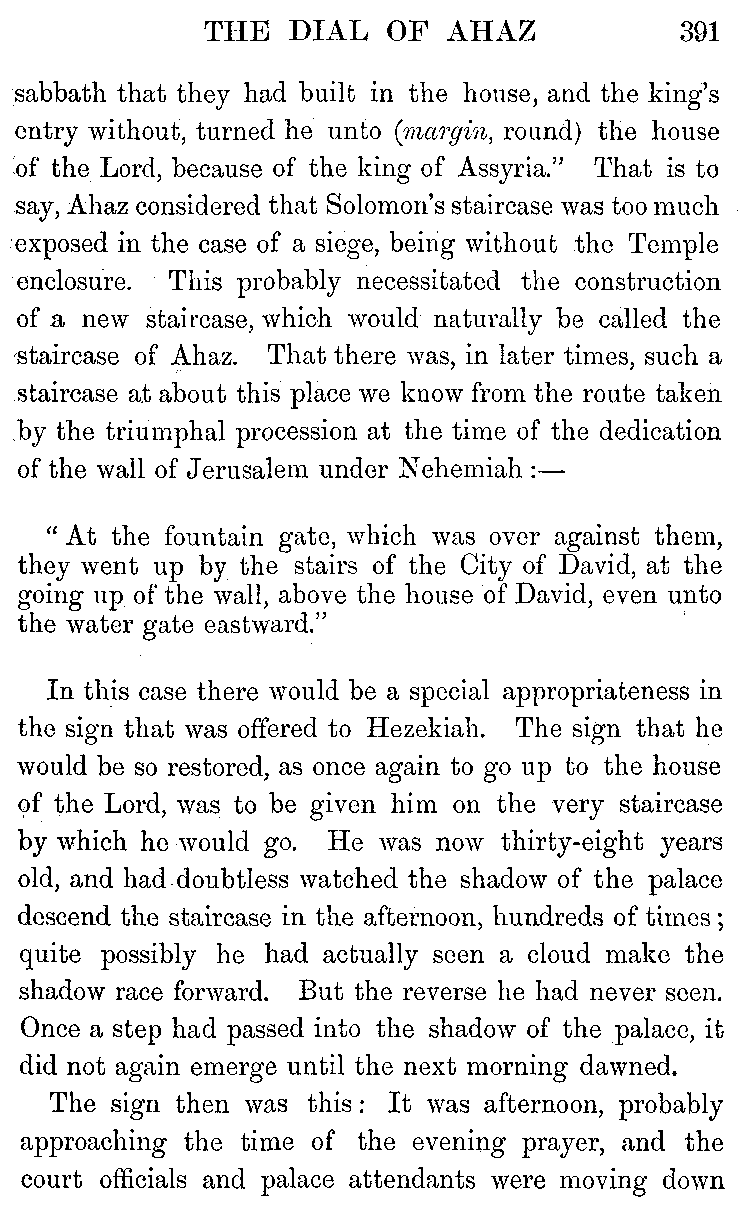 THE DIAL OF AHAZ 391
sabbath that they had built in the house, and the king's
entry without, turned he unto (margin, round) the house
of the Lord, because of the king of Assyria." That is to
say, Ahaz considered that Solomon's staircase was too much
exposed in the case of a siege, being without the Temple
enclosure. This probably necessitated the construction
of a new staircase, which would naturally be called the
staircase of Ahaz. That there was, in later times, such a
staircase at about this place we know from the route taken
by the triumphal procession at the time of the dedication
of the wall of Jerusalem under Nehemiah :—
" At the fountain gate, which was over against them,
they went up by the stairs of the City of David, at the
going up of the wall, above the house of David, even unto
the water gate eastward."
In this case there would be a special appropriateness in
the sign that was offered to Hezekiah. The sign that he
would be so restored, as once again to go up to the house
of the Lord, was to be given him on the very staircase
by which he would go. He was now thirty-eight years
old, and had doubtless watched the shadow of the palace
descend the staircase in the afternoon, hundreds of times;
quite possibly he had actually seen a cloud make the
shadow race forward. But the reverse he had never seen.
Once a step had passed into the shadow of the palace, it
did not again emerge until the next morning dawned.
The sign then was this: It was afternoon, probably
approaching the time of the evening prayer, and the
court officials and palace attendants were moving down